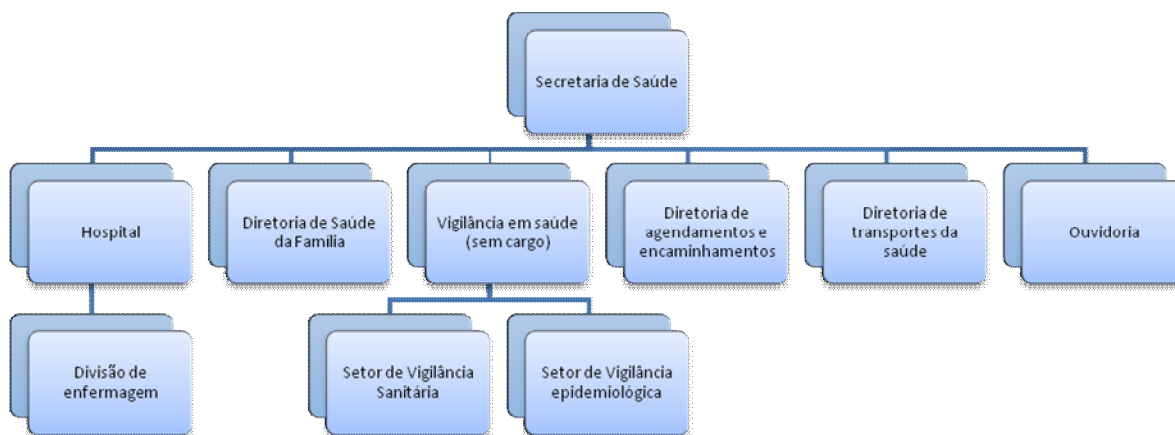 Secretaria de Saúde
Hospital
Diretoria de Saúde
da Família
Vigilância em saúde
(sem cargo)
Diretoria de
agendamentos e
encaminhamentos
Diretoria de
transportes da
saúde
Ouvidoria
Divisão de
enfermagem
Setor de Vigilância
Sanitária
Setor de Vigilância
epidemiológica